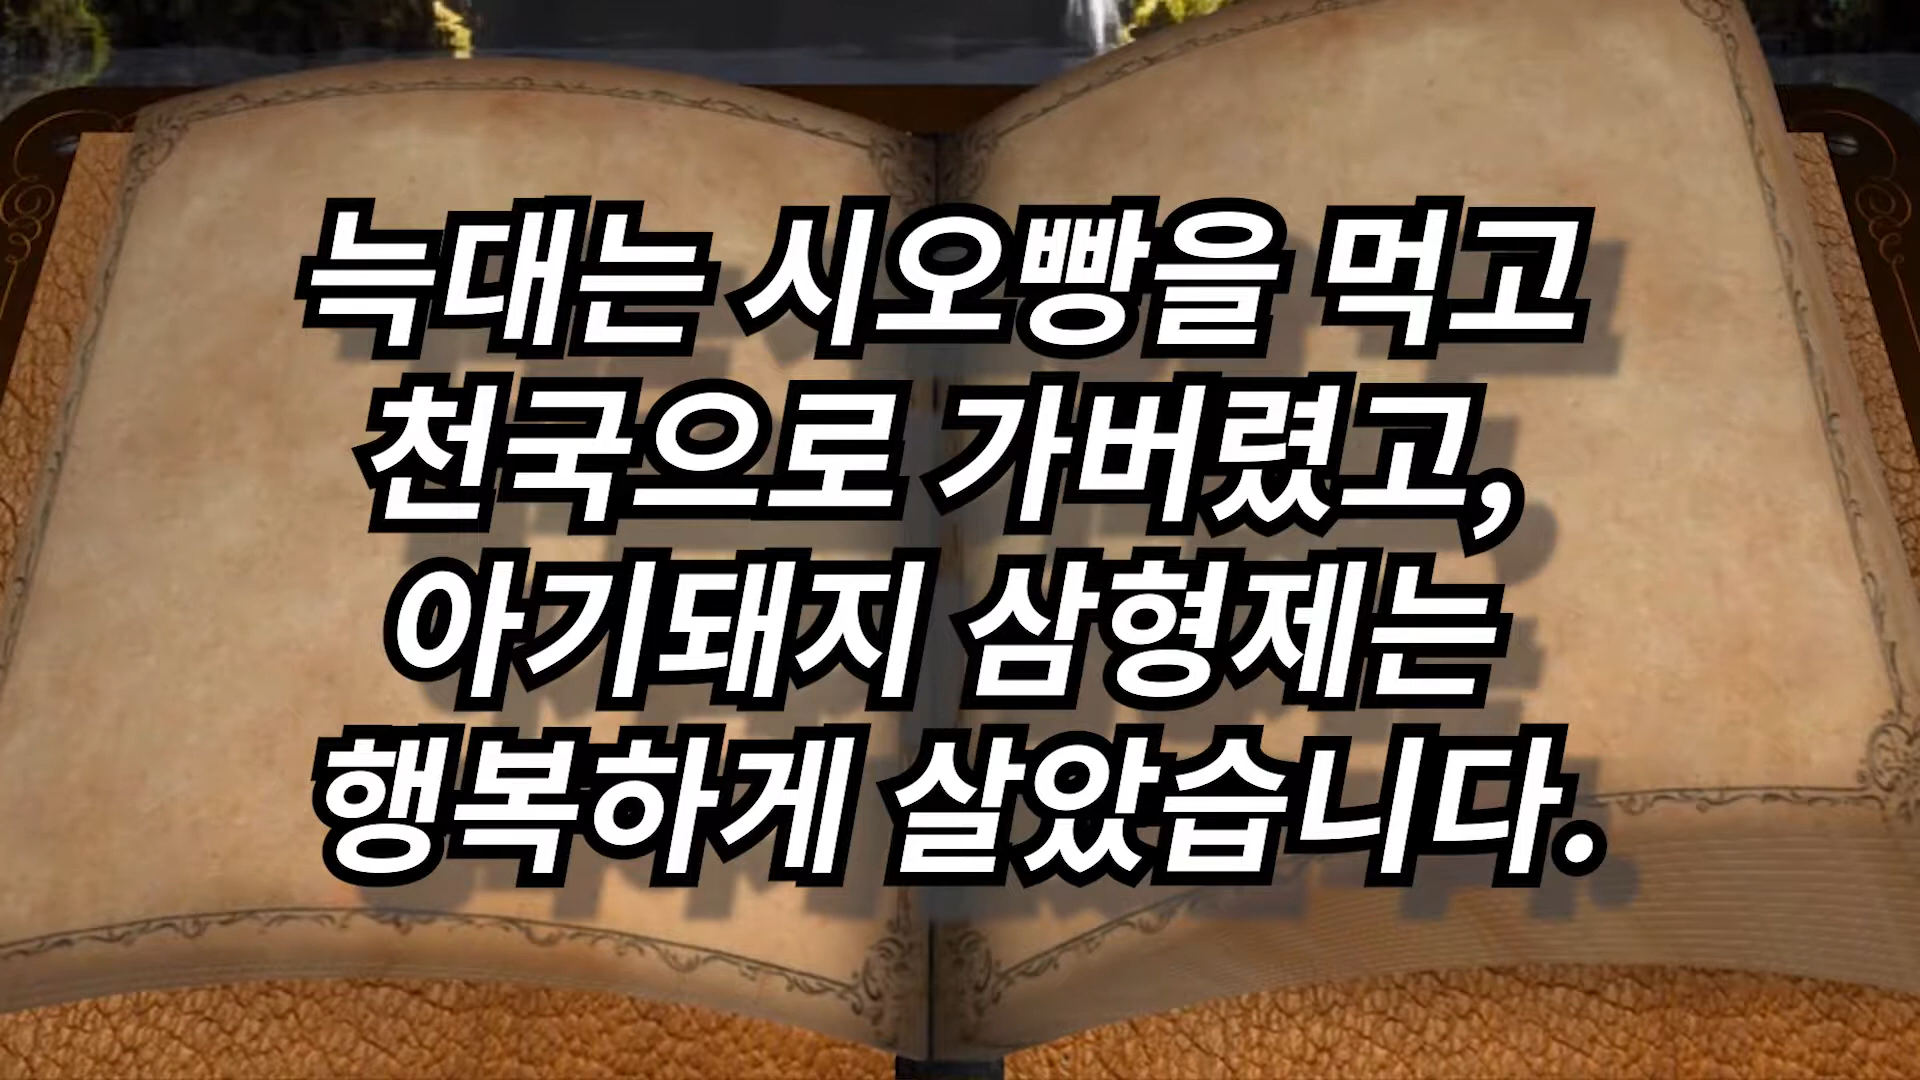 늑대는 시오빵을 먹고
천국으로 가버렸고,
아기돼지 삼형제는
행복하게 살았습니다.